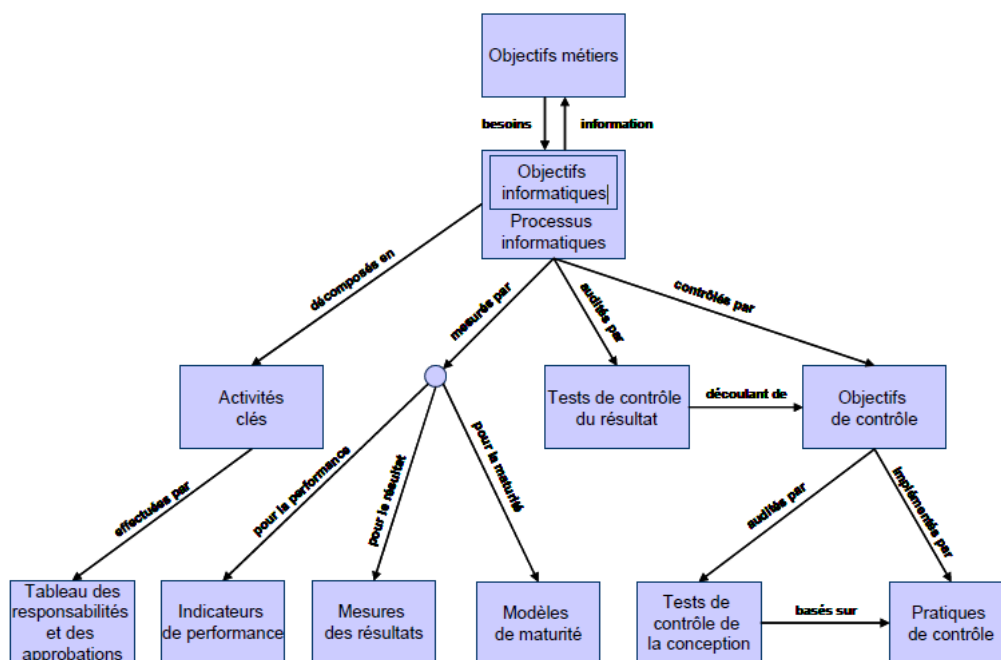 Objectifs métiers
besoins
information
Objectifs
informatiques
Processus
informatiques
décomposés en
mesurés par
audités par
contrôlés par
Activités
clés
Tests de contrôle
du résultat
découlant de
Objectifs
de contrôle
effectuées par
pour la performance
pour le résultat
pour la maturité
audités par
implémentés par
Tableau des
responsabilités
et des
approbations
Indicateurs
de performance
Mesures
des résultats
Modèles
de maturité
Tests de
contrôle de
la conception
basés sur
Pratiques
de contrôle